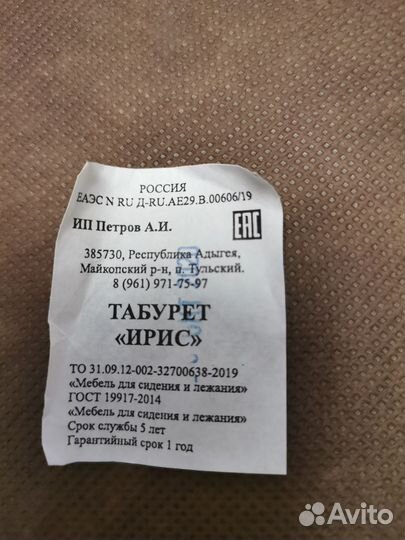 РОССИЯ
ЕАЭС N RU Д-RU.АЕ29.В.00606/19
ИП Петров А.И.
ЕАС
385730, Республика Адыгея,
Майкопский р-н, п. Тульский.
8 (961) 971-75-97
ТАБУРЕТ
«ИРИС»
ТО 31.09.12-002-32700638-2019
«Мебель для сидения и лежания»
ГОСТ 19917-2014
«Мебель для сидения и лежания»
Срок службы 5 лет
Гарантийный срок 1 год
Avito